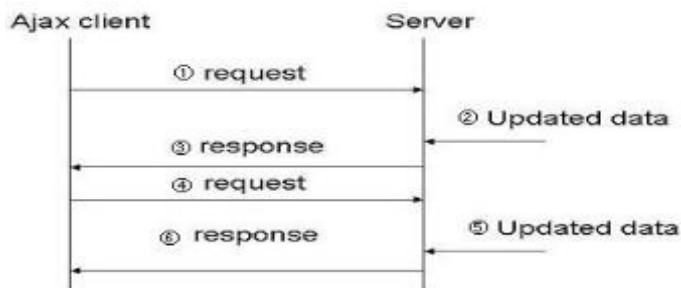 Ajax client Server
① request
② Updated data
③ response
④ request
⑤ Updated data
⑥ response